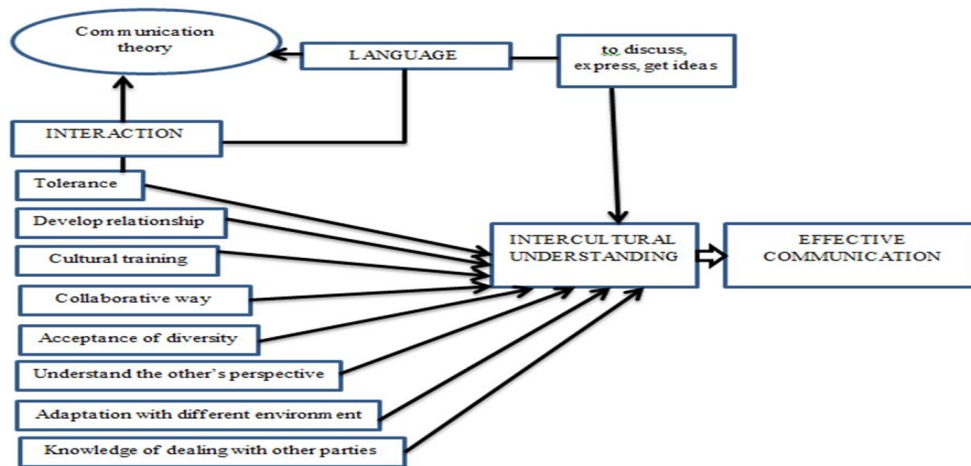 Communication
theory
LANGUAGE
to discuss,
express, get ideas
INTERACTION
Tolerance
Develop relationship
Cultural training
Collaborative way
Acceptance of diversity
Understand the other's perspective
Adaptation with different environment
Knowledge of dealing with other parties
INTERCULTURAL
UNDERSTANDING
EFFECTIVE
COMMUNICATION